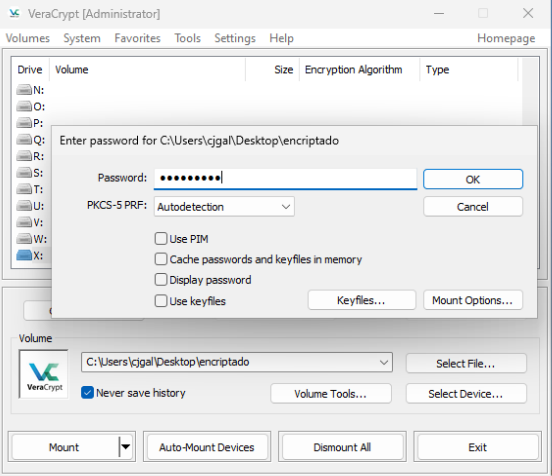 VeraCrypt [Administrator]
Volumes System Favorites Tools Settings Help Homepage
Drive Volume Size Encryption Algorithm Type
N:
O:
P:
Q:
R:
S:
T:
U:
V:
W:
X:
Enter password for C:\Users\cjgal\Desktop\encriptado
Password: ●●●●●●●●●
OK
PKCS-5 PRF: Autodetection
Cancel
Use PIM
Cache passwords and keyfiles in memory
Display password
Use keyfiles
Keyfiles...
Mount Options...
Volume
VeraCrypt
C:\Users\cjgal\Desktop\encriptado
Select File...
Never save history
Volume Tools...
Select Device...
Mount
Auto-Mount Devices
Dismount All
Exit